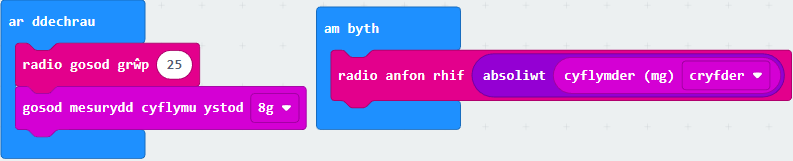 ar ddechrau
radio gosod grŵp 25
gosod mesurydd cyflymu ystod 8g
am byth
radio anfon rhif absoliwt cyflymder (mg) cryfder